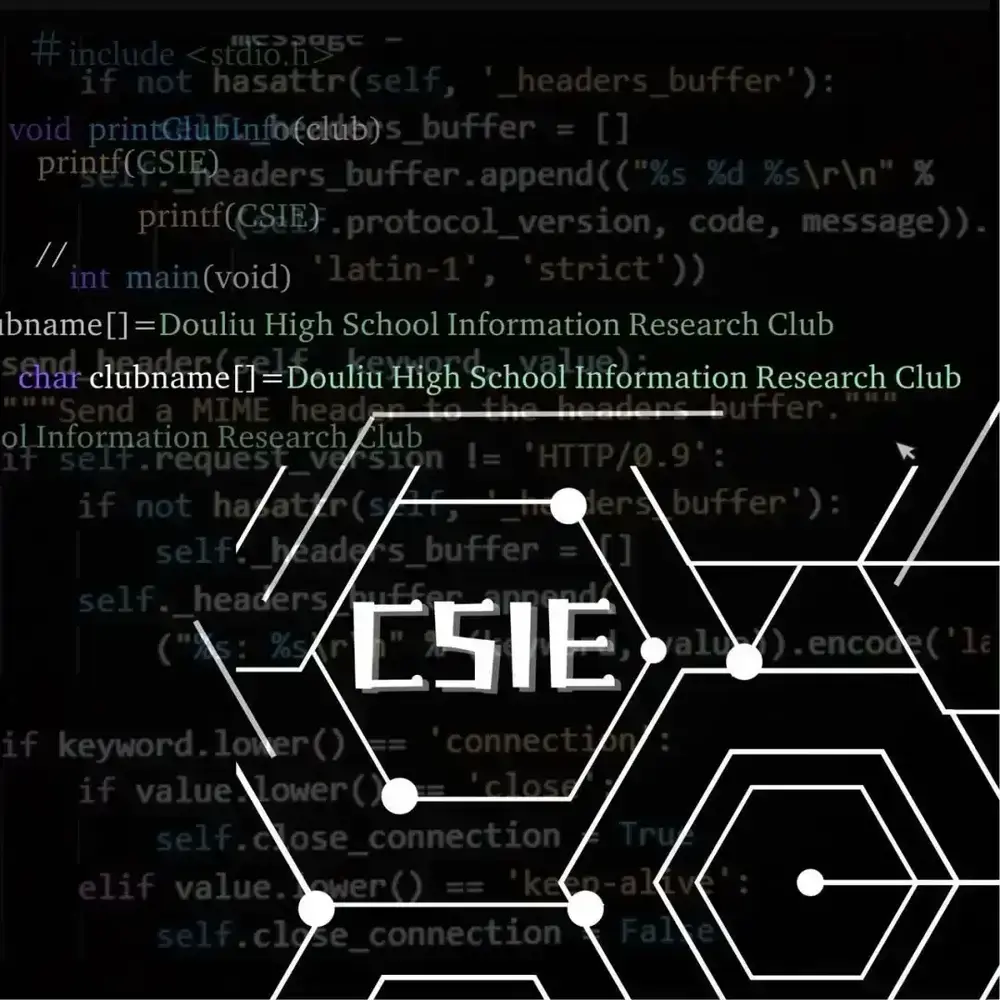 message =
#include <stdio.h>
if not hasattr(self, '_headers_buffer'):
void printClubInfo(club)
s_buffer = []
printf(CSIE)
self._headers_buffer.append(("%s %d %s\r\n" %
printf(CSIE)
.protocol_version, code, message)).
//
int main(void)
'latin-1', 'strict'))
ubname[]=Douliu High School Information Research Club
send_header(self, keyword, value):
char clubname[]=Douliu High School Information Research Club
"""Send a MIME header to the headers buffer."""
ol Information Research Club
if self.request_version != 'HTTP/0.9':
if not hasattr(self, '_headers_buffer'):
self._headers_buffer = []
self._headers_buffer.append(
CSIE
("%s: %s\r\n" % (keyword, value)).encode('la
if keyword.lower() == 'connection':
if value.lower() == 'close':
self.close_connection = True
elif value.lower() == 'keep-alive':
self.close_connection = False